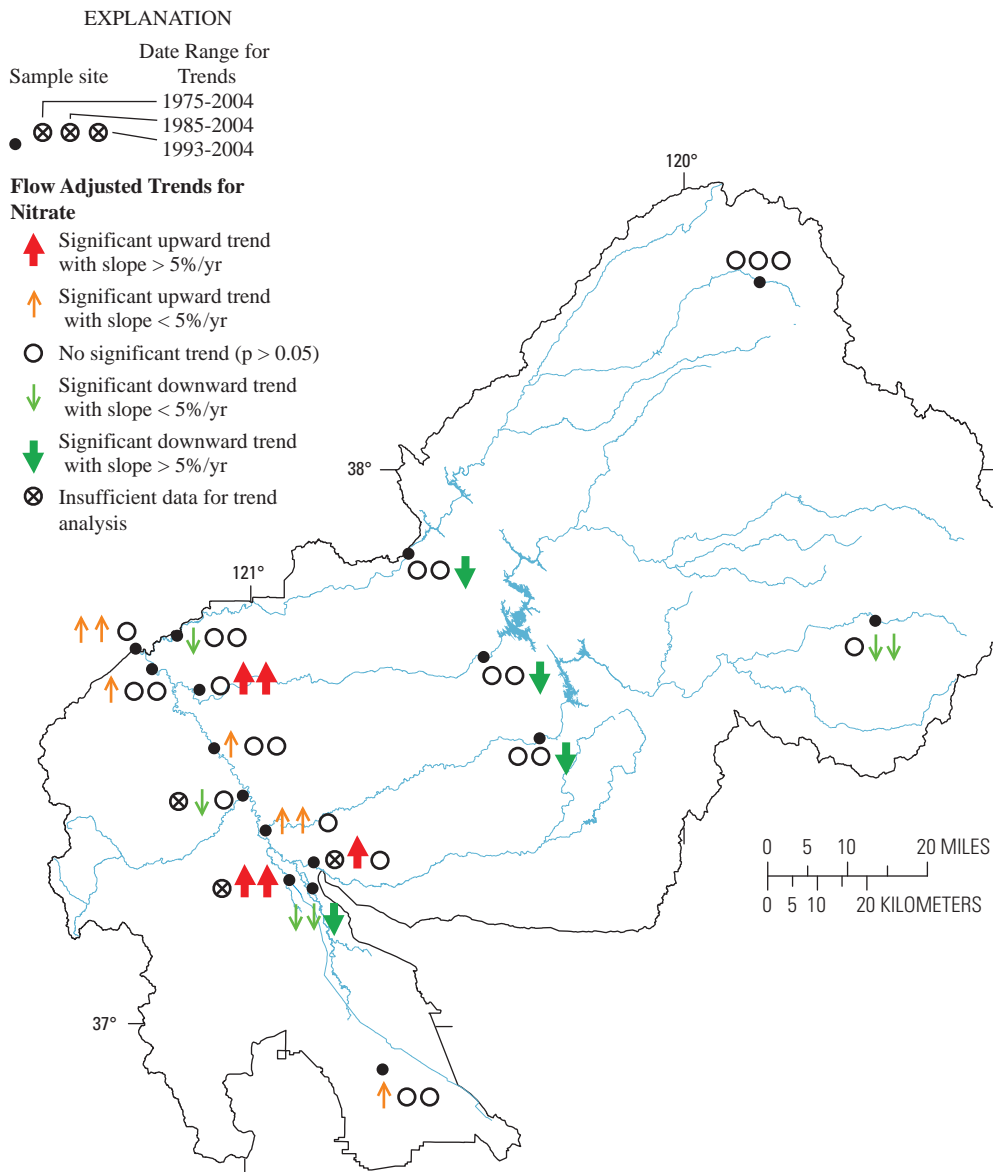 EXPLANATION
Date Range for
Sample site Trends
1975-2004
1985-2004
1993-2004
Flow Adjusted Trends for
Nitrate
Significant upward trend
with slope > 5%/yr
Significant upward trend
with slope < 5%/yr
No significant trend (p > 0.05)
Significant downward trend
with slope < 5%/yr
Significant downward trend
with slope > 5%/yr
Insufficient data for trend
analysis
120°
38°
121°
37°
0 5 10 20 MILES
0 5 10 20 KILOMETERS